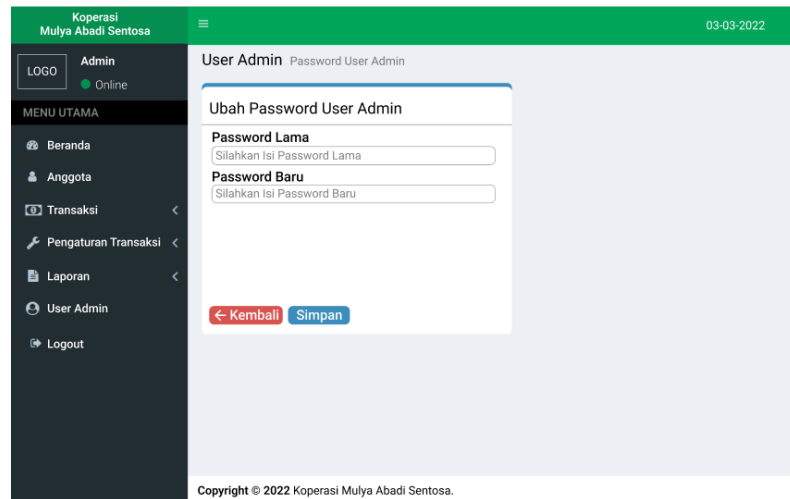 Koperasi
Mulya Abadi Sentosa
03-03-2022
LOGO
Admin
Online
MENU UTAMA
Beranda
Anggota
Transaksi
Pengaturan Transaksi
Laporan
User Admin
Logout
User Admin Password User Admin
Ubah Password User Admin
Password Lama
Silahkan Isi Password Lama
Password Baru
Silahkan Isi Password Baru
Kembali Simpan
Copyright © 2022 Koperasi Mulya Abadi Sentosa.